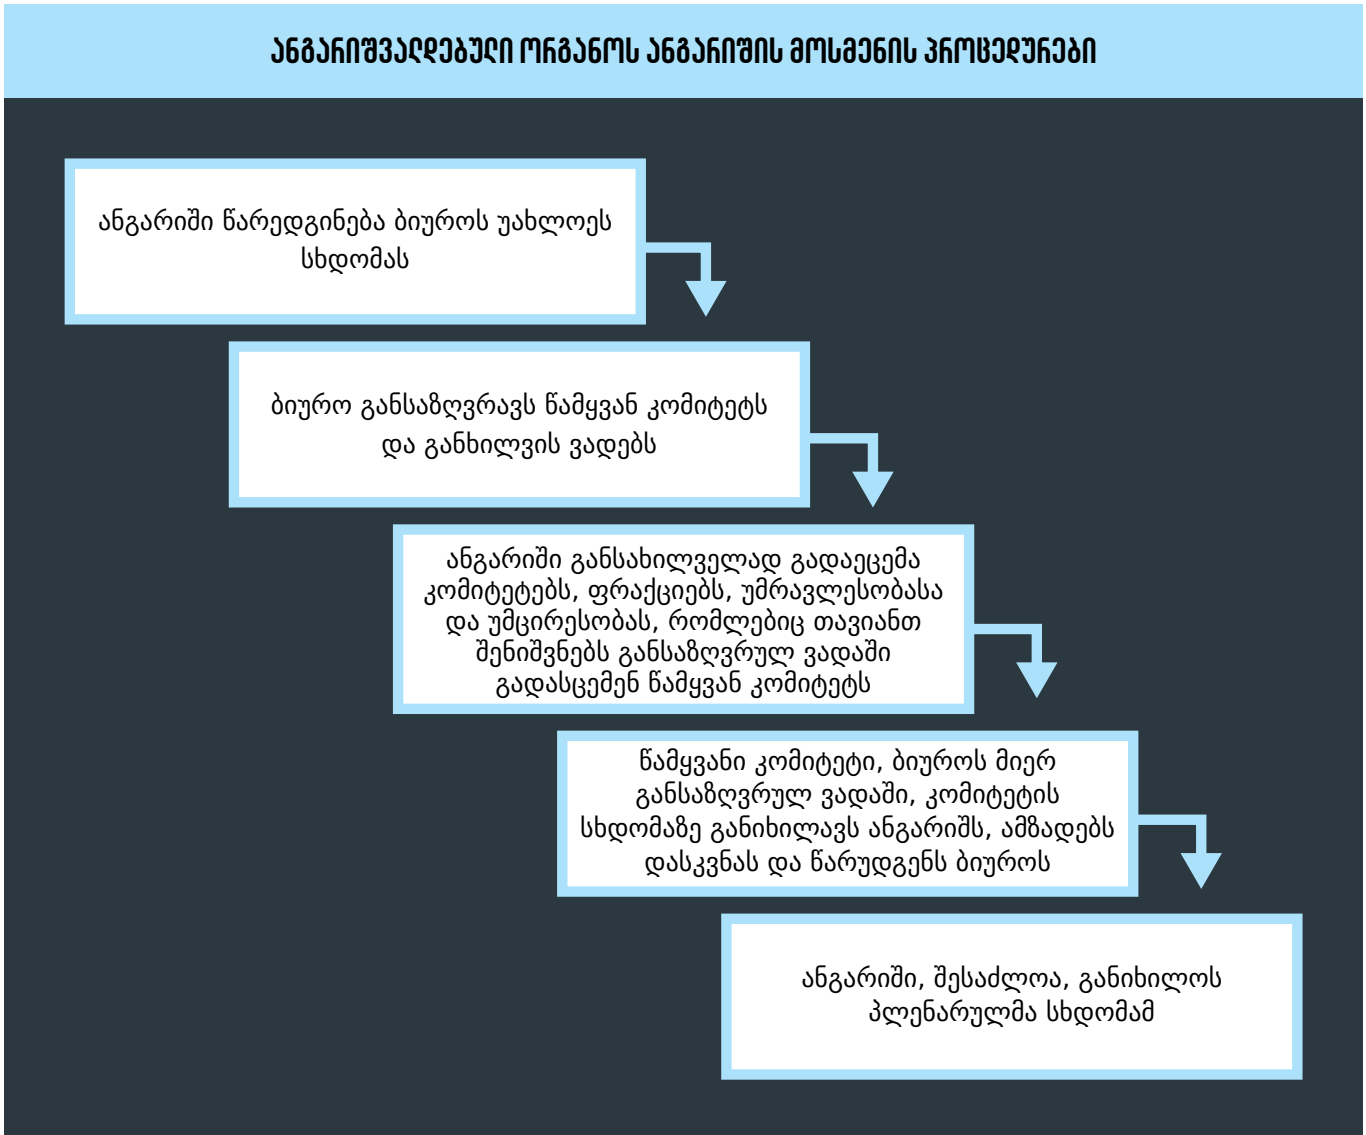 ანგარიშვალდებული ორგანოს ანგარიშის მოსმენის პროცედურები
ანგარიში წარედგინება ბიუროს უახლოეს
სხდომას
ბიურო განსაზღვრავს წამყვან კომიტეტს
და განხილვის ვადებს
ანგარიში განსახილველად გადაეცემა
კომიტეტებს, ფრაქციებს, უმრავლესობასა
და უმცირესობას, რომლებიც თავიანთ
შენიშვნებს განსაზღვრულ ვადაში
გადასცემენ წამყვან კომიტეტს
წამყვანი კომიტეტი, ბიუროს მიერ
განსაზღვრულ ვადაში, კომიტეტის
სხდომაზე განიხილავს ანგარიშს, ამზადებს
დასკვნას და წარუდგენს ბიუროს
ანგარიში, შესაძლოა, განიხილოს
პლენარულმა სხდომამ